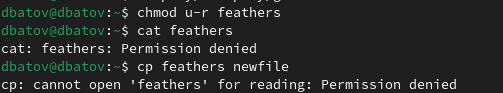 dbatov@dbatov:~$ chmod u-r feathers
dbatov@dbatov:~$ cat feathers
cat: feathers: Permission denied
dbatov@dbatov:~$ cp feathers newfile
cp: cannot open 'feathers' for reading: Permission denied